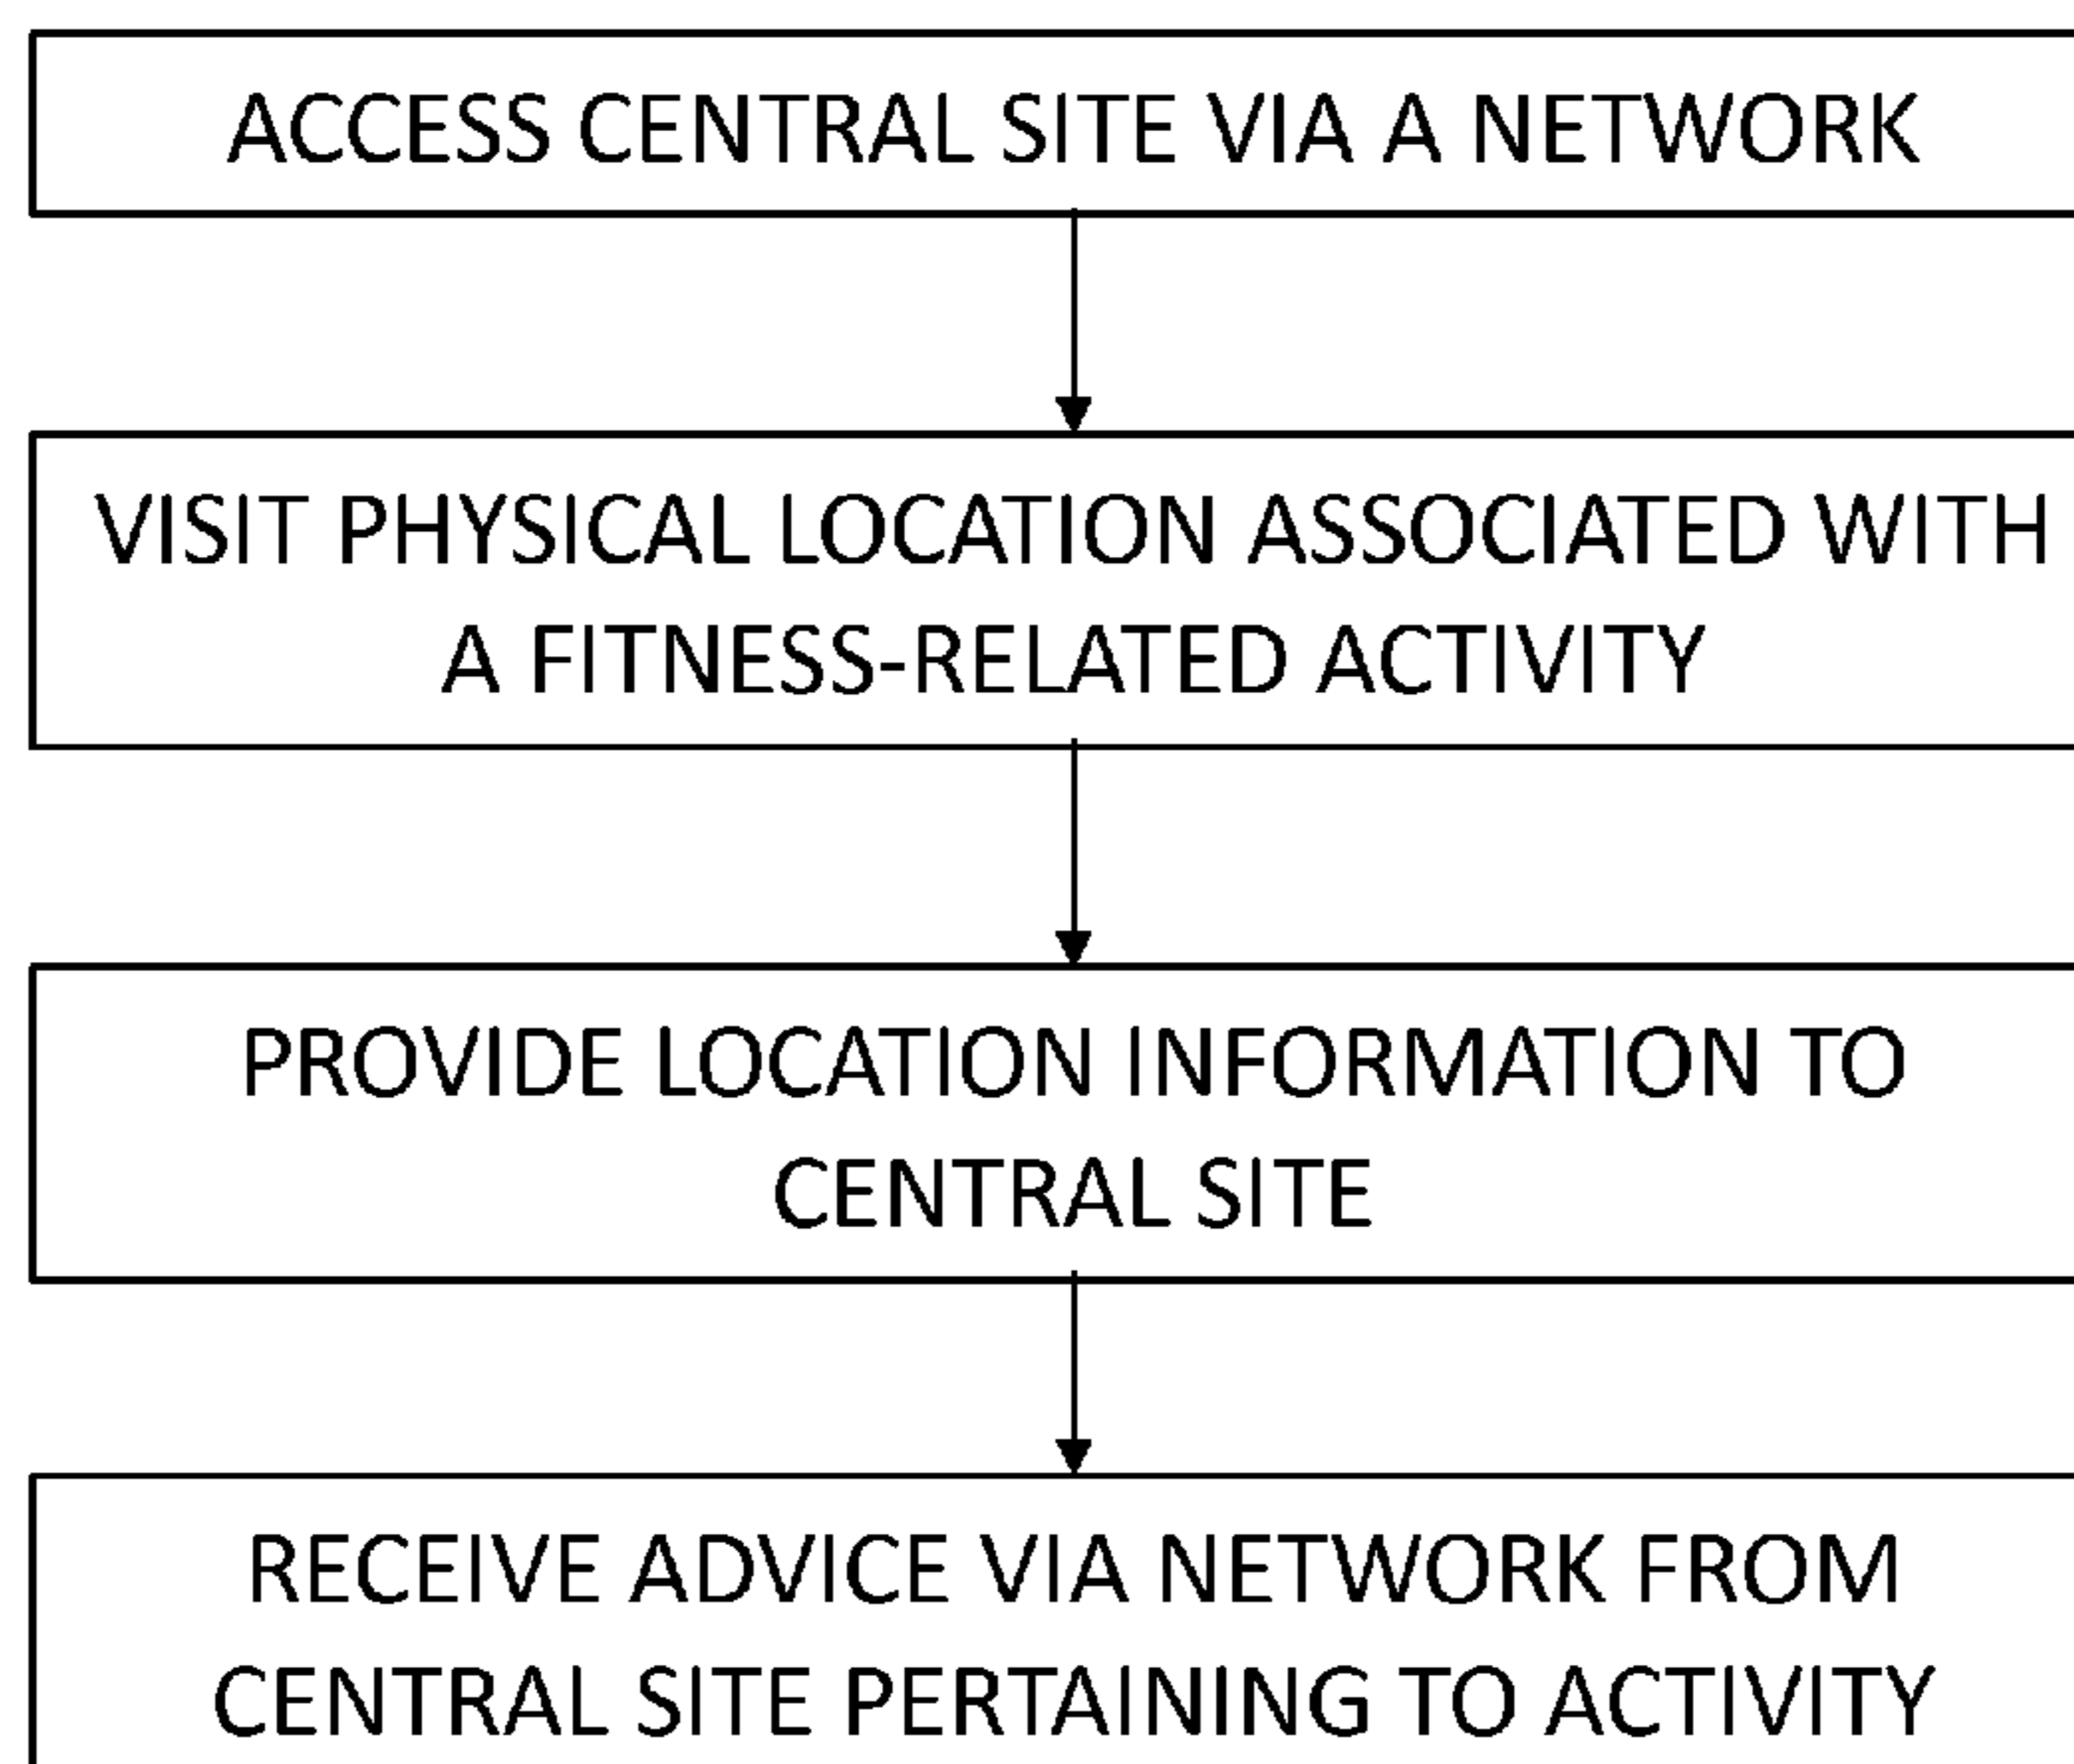 ACCESS CENTRAL SITE VIA A NETWORK
VISIT PHYSICAL LOCATION ASSOCIATED WITH
A FITNESS-RELATED ACTIVITY
PROVIDE LOCATION INFORMATION TO
CENTRAL SITE
RECEIVE ADVICE VIA NETWORK FROM
CENTRAL SITE PERTAINING TO ACTIVITY